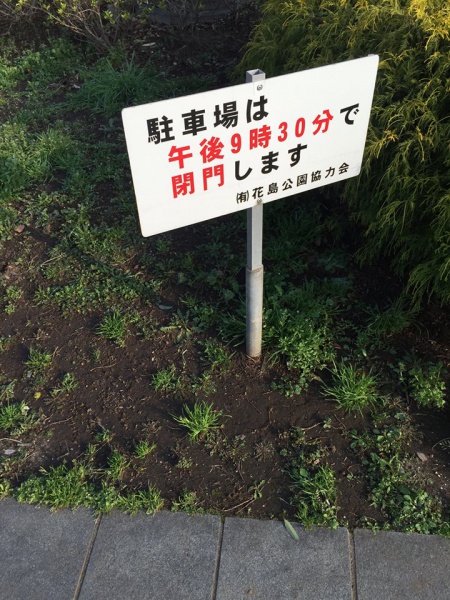 駐車場は
午後9時30分で
閉門します
㈲花島公園協力会